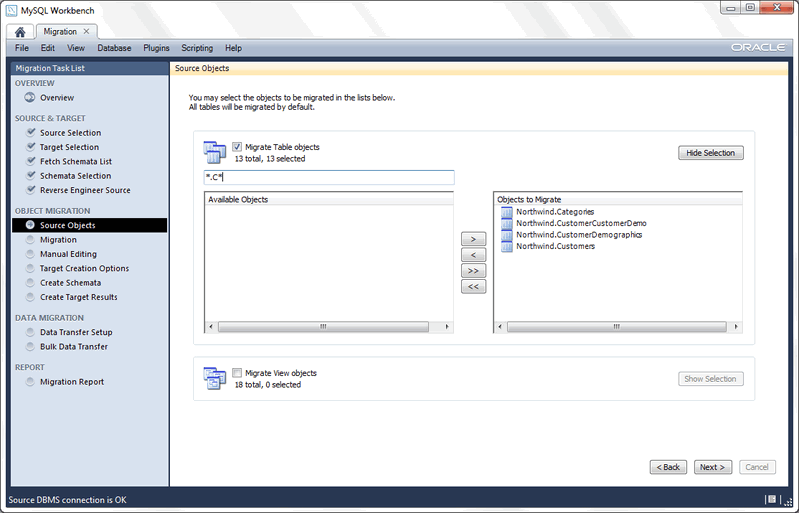 MySQL Workbench
Migration
File Edit View Database Plugins Scripting Help
ORACLE
Migration Task List
OVERVIEW
Overview
SOURCE & TARGET
Source Selection
Target Selection
Fetch Schemata List
Schemata Selection
Reverse Engineer Source
OBJECT MIGRATION
Source Objects
Migration
Manual Editing
Target Creation Options
Create Schemata
Create Target Results
DATA MIGRATION
Data Transfer Setup
Bulk Data Transfer
REPORT
Migration Report
Source Objects
You may select the objects to be migrated in the lists below.
All tables will be migrated by default.
Migrate Table objects
13 total, 13 selected
Hide Selection
*.C*
Available Objects
>
<
>>
<<
Objects to Migrate
Northwind.Categories
Northwind.CustomerCustomerDemo
Northwind.CustomerDemographics
Northwind.Customers
Migrate View objects
18 total, 0 selected
Show Selection
< Back
Next >
Cancel
Source DBMS connection is OK